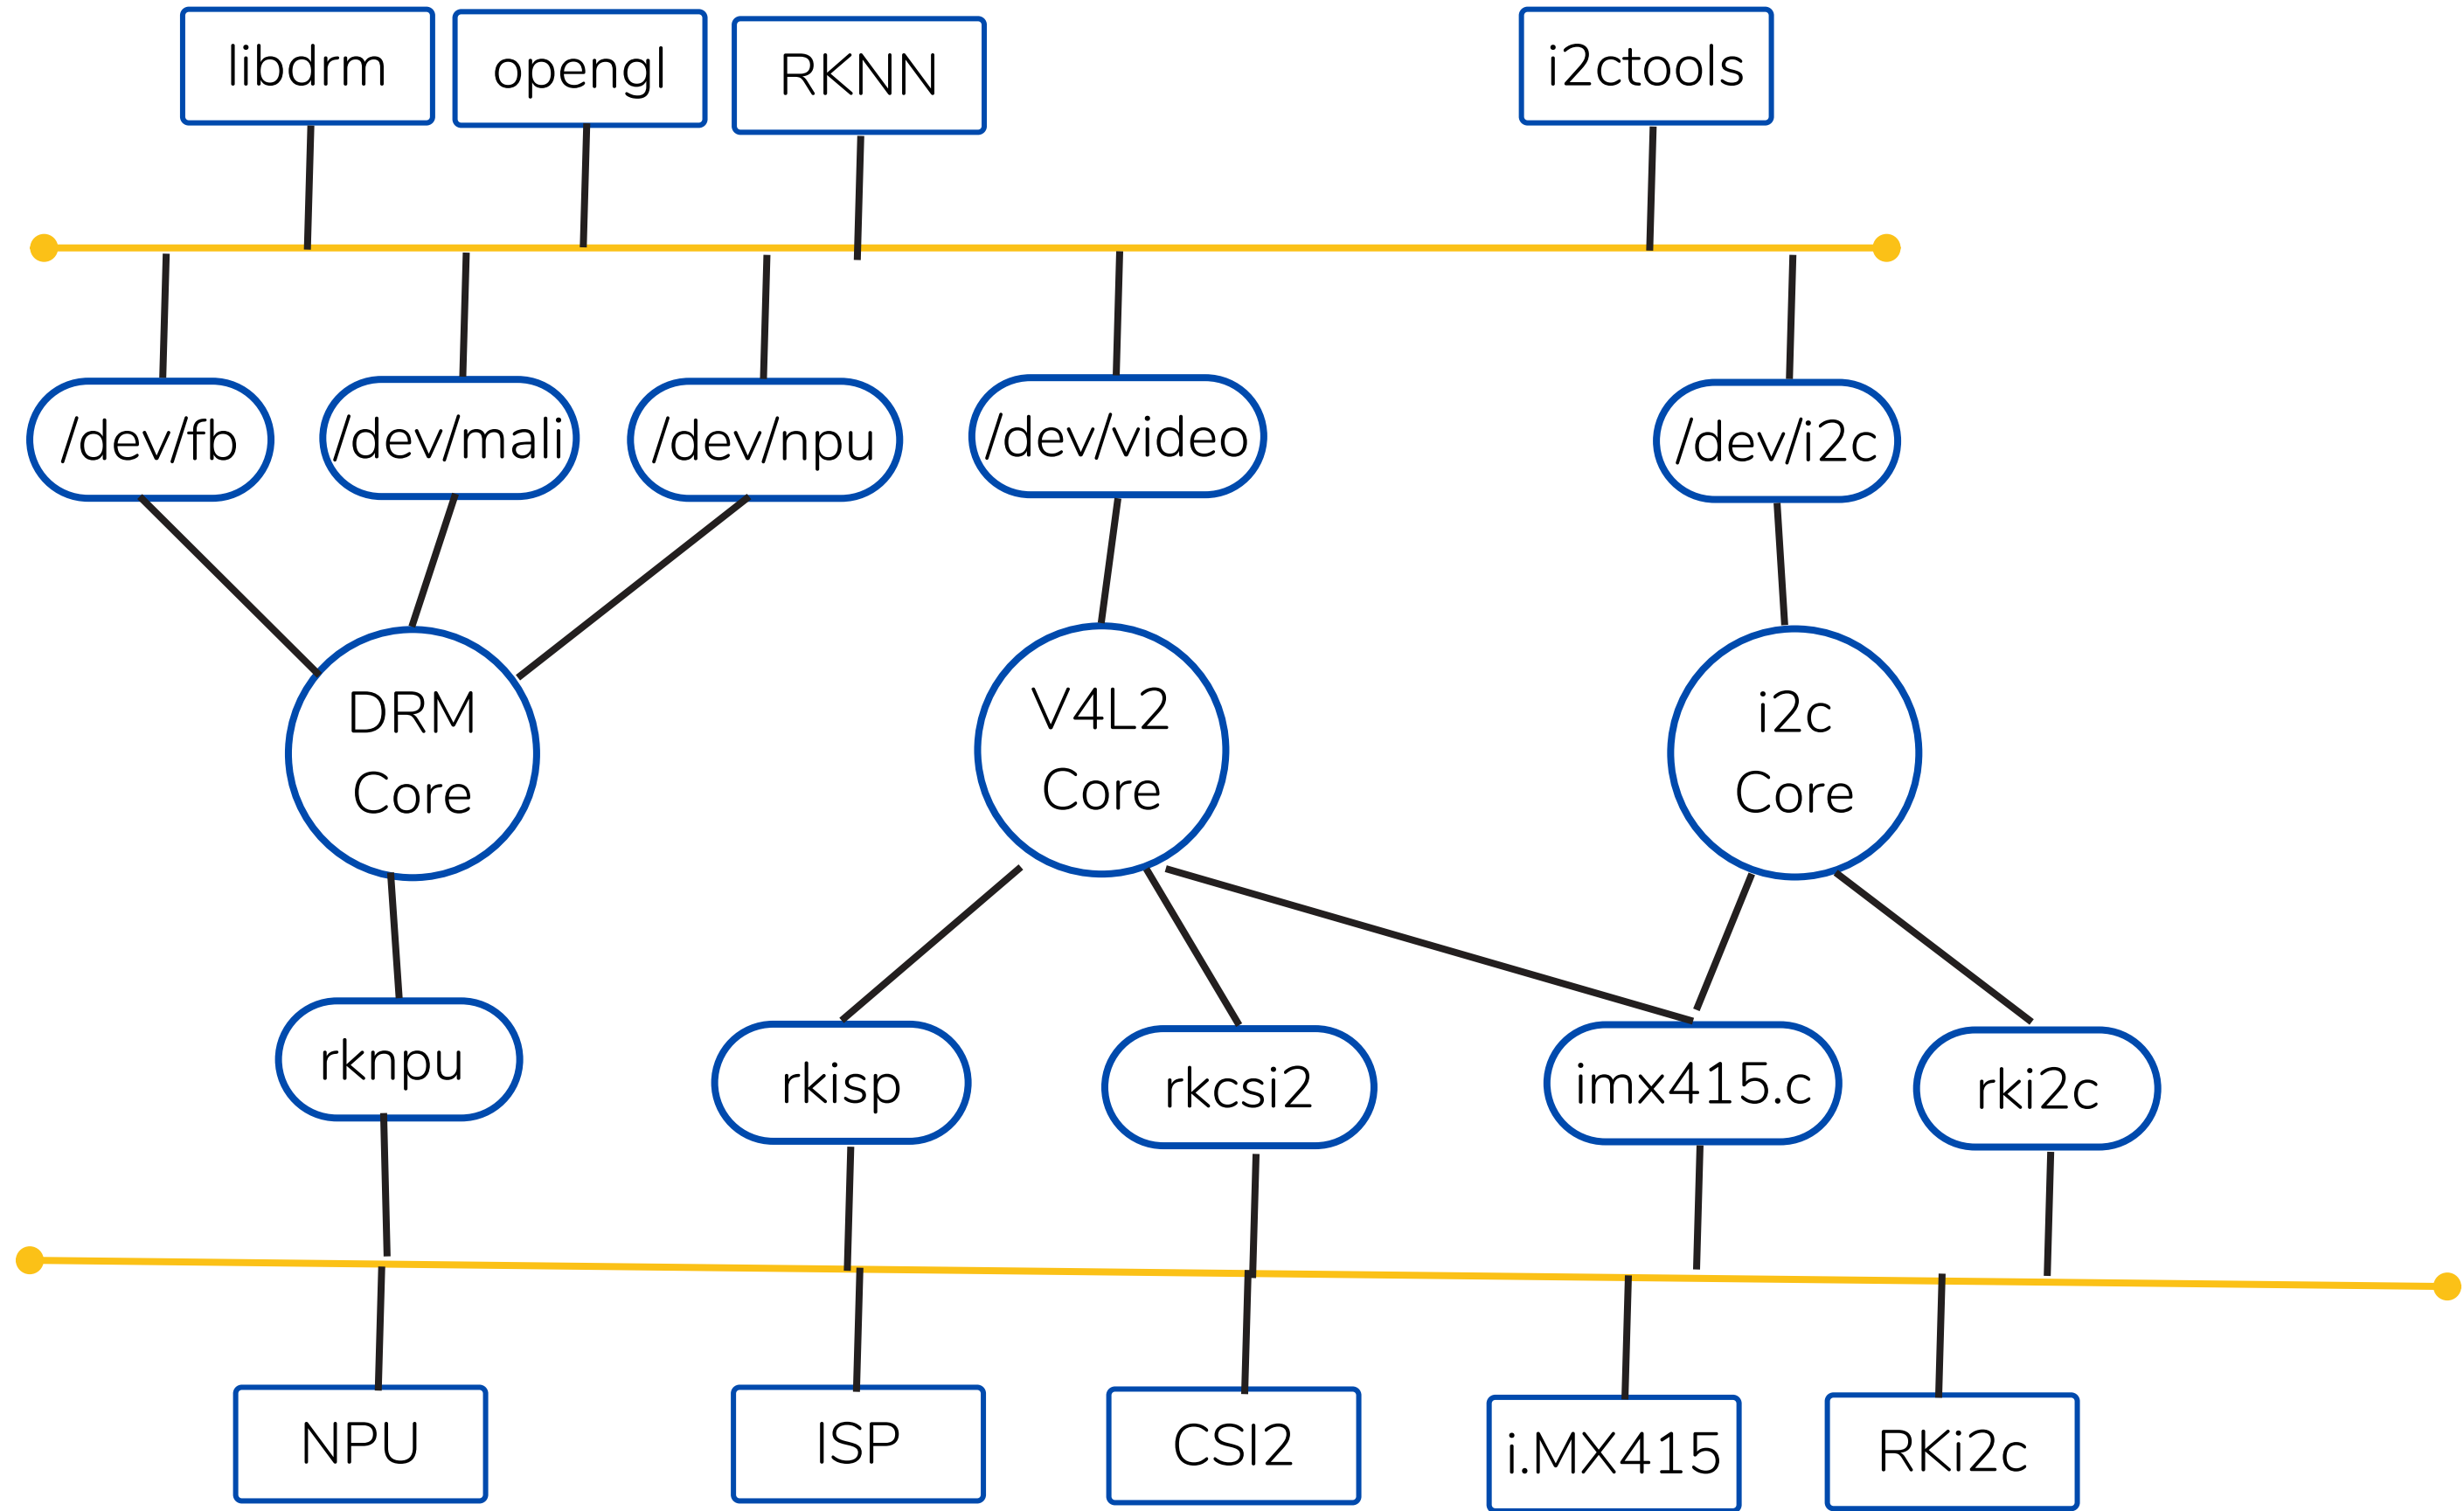 libdrm
opengl
RKNN
i2ctools
/dev/fb
/dev/mali
/dev/npu
/dev/video
/dev/i2c
DRM
Core
V4L2
Core
i2c
Core
rknpu
rkisp
rkcsi2
imx415.c
rki2c
NPU
ISP
CSI2
i.MX415
RKi2c